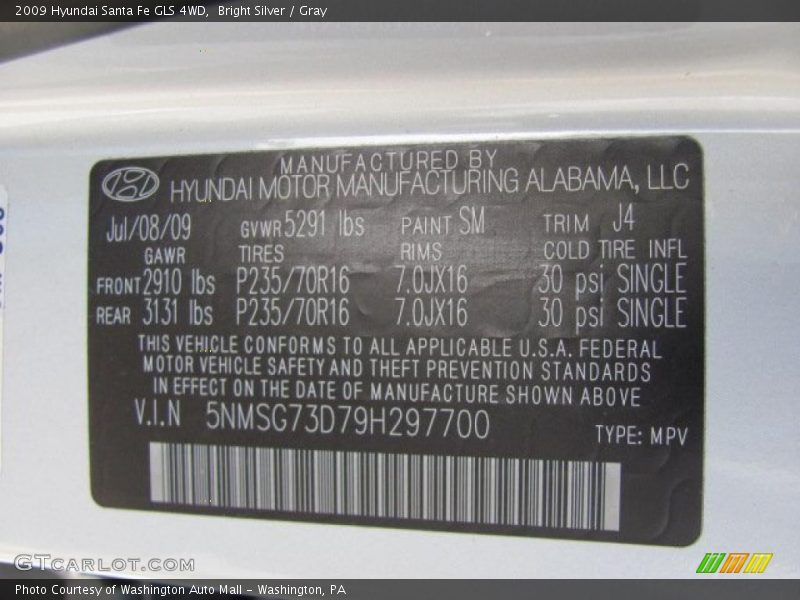 2009 Hyundai Santa Fe GLS 4WD, Bright Silver / Gray
MANUFACTURED BY
HYUNDAI MOTOR MANUFACTURING ALABAMA, LLC
Jul/08/09 GVWR 5291 lbs PAINT SM TRIM J4
GAWR TIRES RIMS COLD TIRE INFL
FRONT 2910 lbs P235/70R16 7.0JX16 30 psi SINGLE
REAR 3131 lbs P235/70R16 7.0JX16 30 psi SINGLE
THIS VEHICLE CONFORMS TO ALL APPLICABLE U.S.A. FEDERAL
MOTOR VEHICLE SAFETY AND THEFT PREVENTION STANDARDS
IN EFFECT ON THE DATE OF MANUFACTURE SHOWN ABOVE
V.I.N 5NMSG73D79H297700
TYPE: MPV
GTCARLOT.COM
Photo Courtesy of Washington Auto Mall - Washington, PA